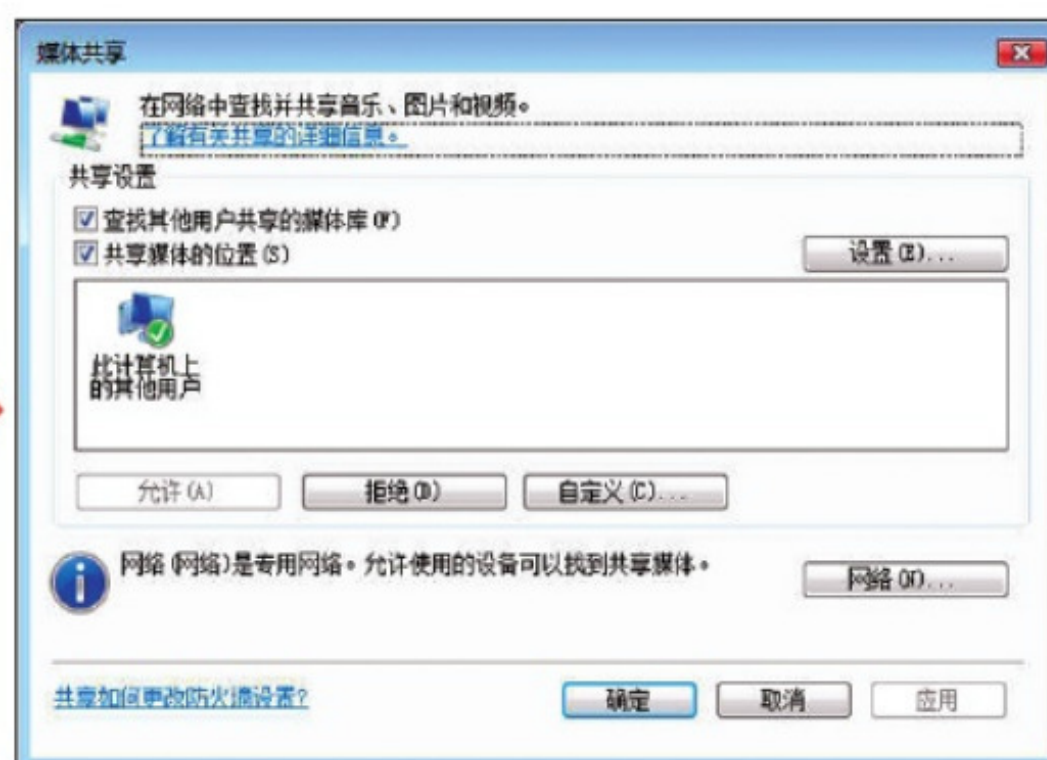 媒体共享
在网络中查找并共享音乐、图片和视频。
了解有关共享的详细信息。
共享设置
查找其他用户共享的媒体库(F)
共享媒体的位置(S)
设置(E)...
此计算机上
的其他用户
允许(A)
拒绝(D)
自定义(C)...
网络(网络)是专用网络。允许使用的设备可以找到共享媒体。
网络(N)...
共享如何更改防火墙设置?
确定
取消
应用